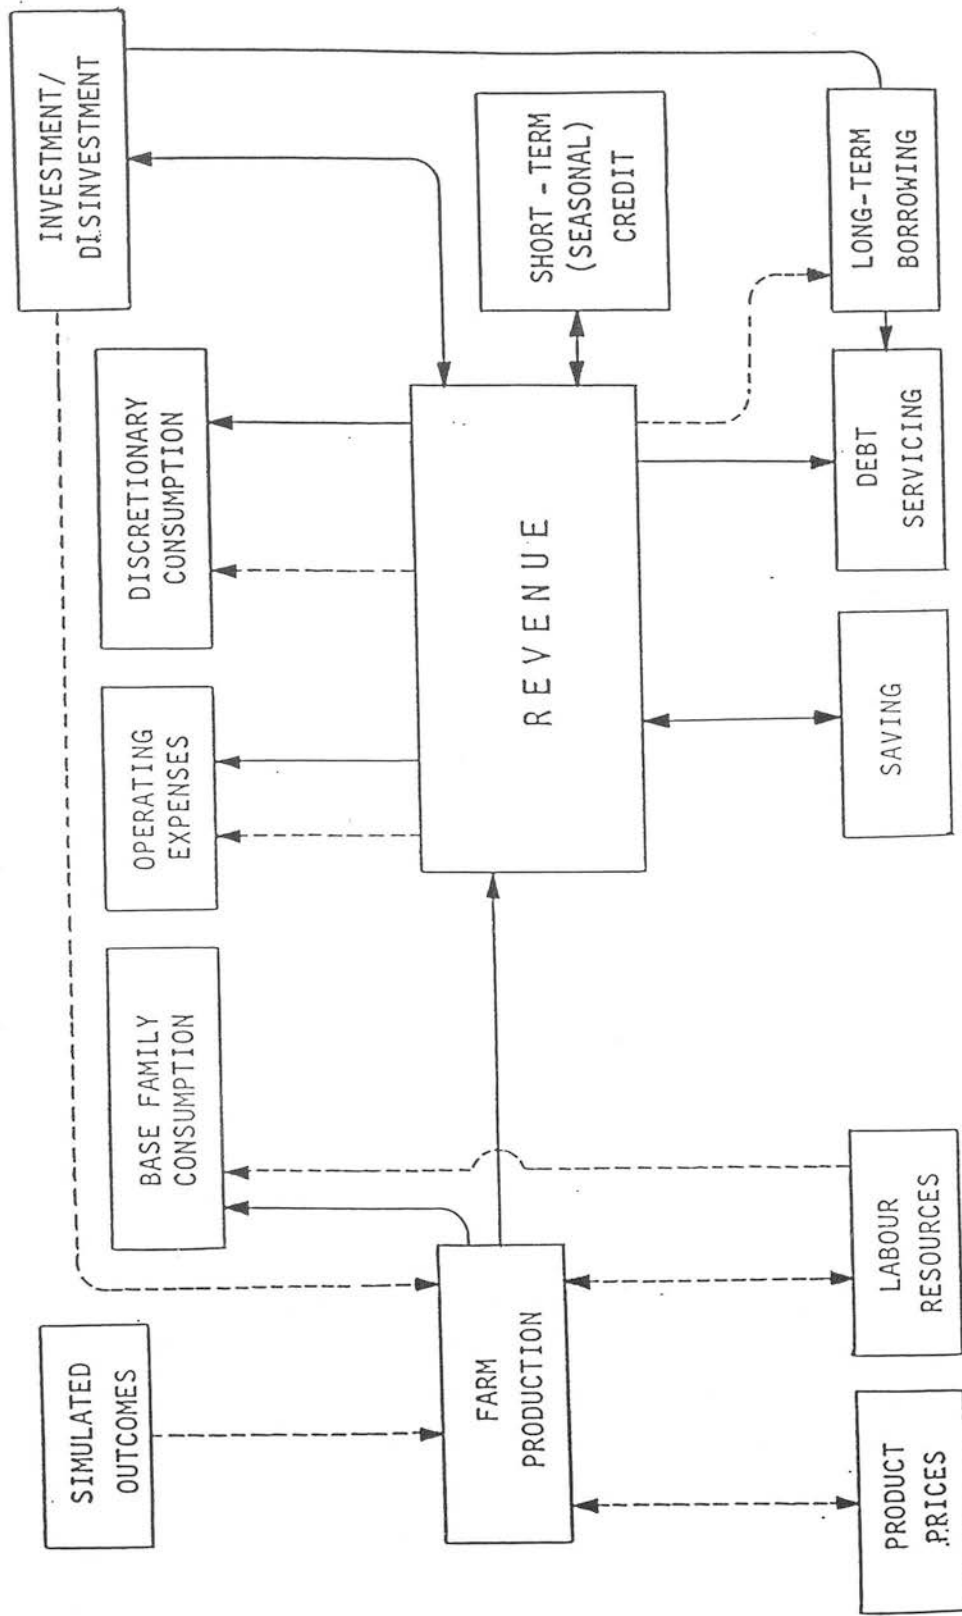 INVESTMENT/
DISINVESTMENT
DISCRETIONARY
CONSUMPTION
OPERATING
EXPENSES
BASE FAMILY
CONSUMPTION
SIMULATED
OUTCOMES
SHORT-TERM
(SEASONAL)
CREDIT
REVENUE
FARM
PRODUCTION
LONG-TERM
BORROWING
DEBT
SERVICING
SAVING
LABOUR
RESOURCES
PRODUCT
PRICES